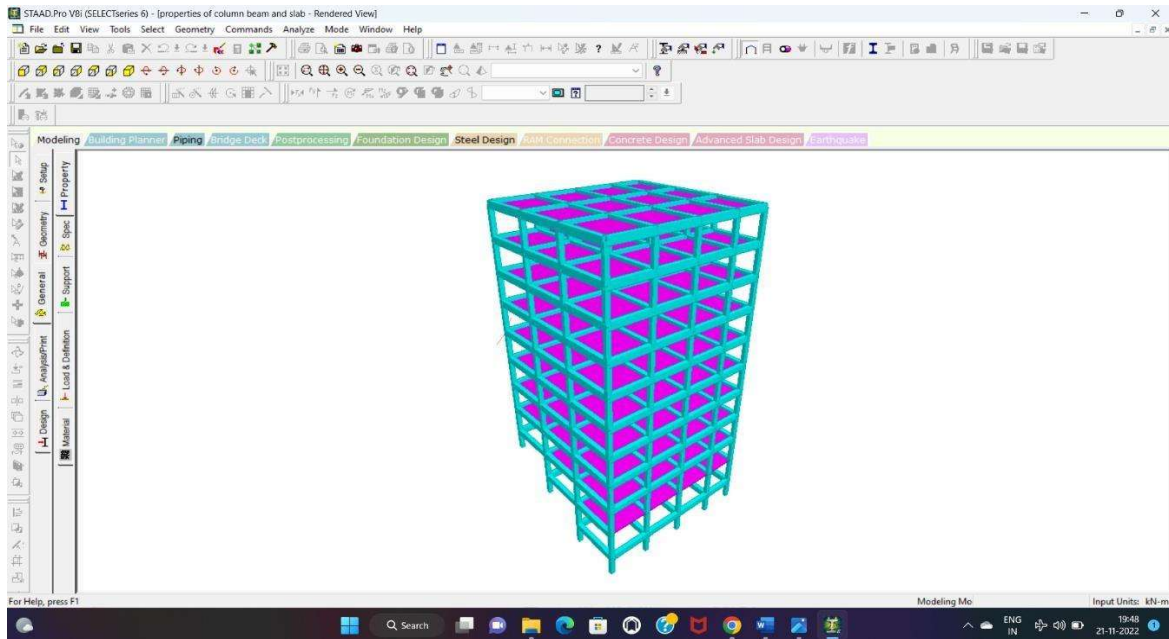 STAAD.Pro V8i (SELECTseries 6) - [properties of column beam and slab - Rendered View]
File Edit View Tools Select Geometry Commands Analyze Mode Window Help
Modeling Building Planner Piping Bridge Deck Postprocessing Foundation Design Steel Design RAM Connection Concrete Design Advanced Slab Design Earthquake
Setup
Geometry
General
Analysis/Print
Design
Property
Spec
Support
Load & Definition
Material
For Help, press F1
Modeling Mo
Input Units: kN-m
Search
ENG
IN
19:48
21-11-2022